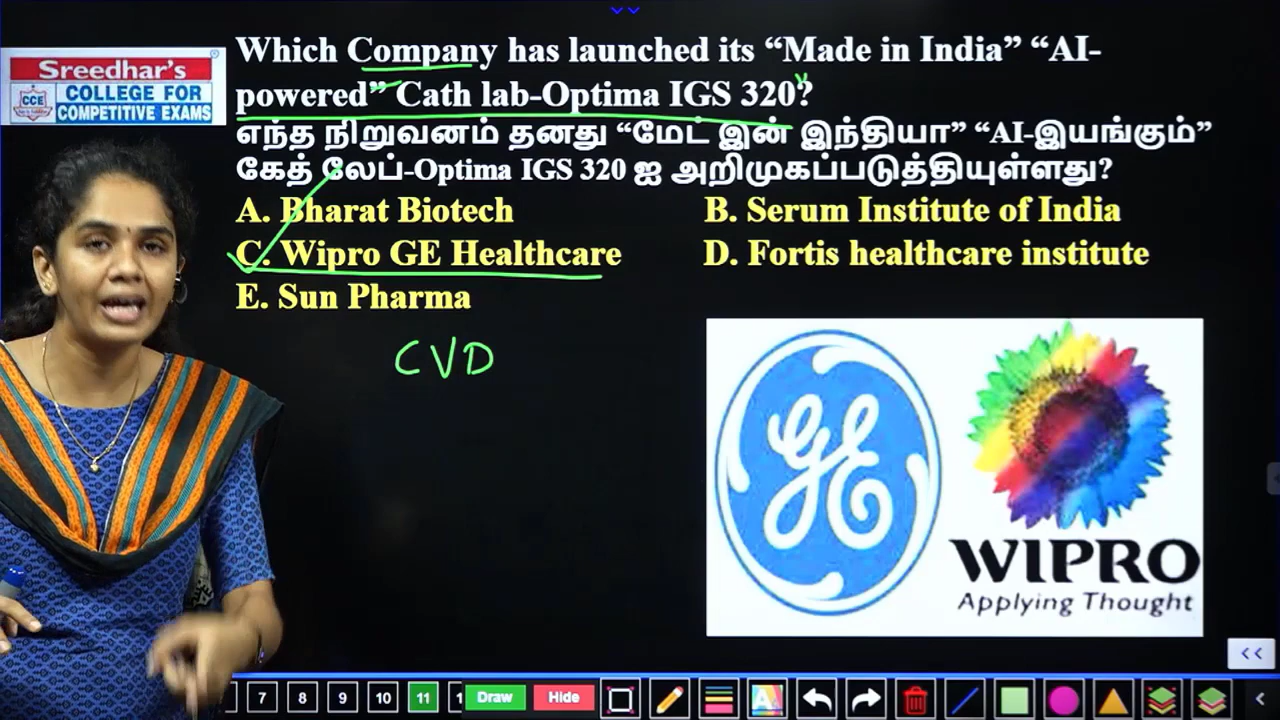 Which Company has launched its “Made in India” “AI-
powered” Cath lab-Optima IGS 320?
எந்த நிறுவனம் தனது “மேட் இன் இந்தியா” “AI-இயங்கும்”
கேத் லேப்-Optima IGS 320 ஐ அறிமுகப்படுத்தியுள்ளது?
A. Bharat Biotech B. Serum Institute of India
C. Wipro GE Healthcare D. Fortis healthcare institute
E. Sun Pharma
CVD
Sreedhar's
CCE
COLLEGE FOR
COMPETITIVE EXAMS
GE
WIPRO
Applying Thought
7 8 9 10 11 1 Draw Hide